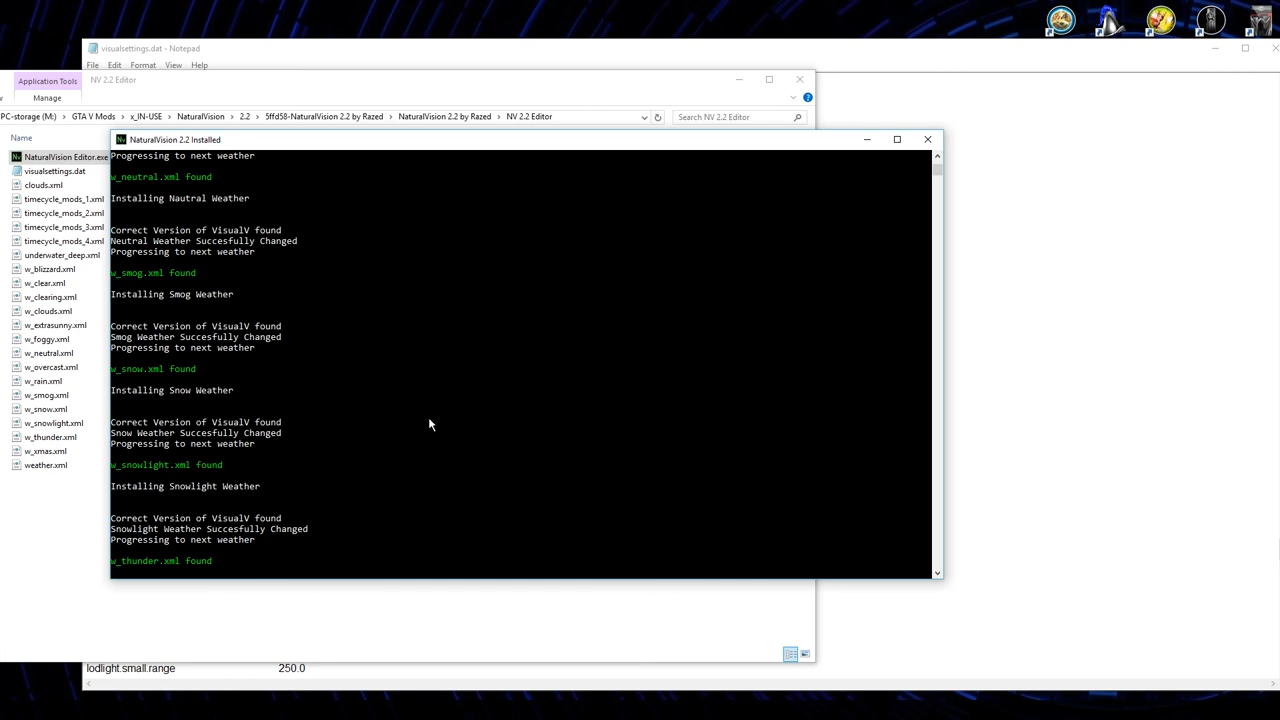 visualsettings.dat - Notepad
File Edit Format View Help
Application Tools NV 2.2 Editor
Manage
PC-storage (M:) GTA V Mods x_IN-USE NaturalVision 2.2 5ffd58-NaturalVision 2.2 by Razed NaturalVision 2.2 by Razed NV 2.2 Editor Search NV 2.2 Editor
Name
NaturalVision Editor.exe
visualsettings.dat
clouds.xml
timecycle_mods_1.xml
timecycle_mods_2.xml
timecycle_mods_3.xml
timecycle_mods_4.xml
underwater_deep.xml
w_blizzard.xml
w_clear.xml
w_clearing.xml
w_clouds.xml
w_extrasunny.xml
w_foggy.xml
w_neutral.xml
w_overcast.xml
w_rain.xml
w_smog.xml
w_snow.xml
w_snowlight.xml
w_thunder.xml
w_xmas.xml
weather.xml
NaturalVision 2.2 Installed
Progressing to next weather
w_neutral.xml found
Installing Nautral Weather
Correct Version of VisualV found
Neutral Weather Succesfully Changed
Progressing to next weather
w_smog.xml found
Installing Smog Weather
Correct Version of VisualV found
Smog Weather Succesfully Changed
Progressing to next weather
w_snow.xml found
Installing Snow Weather
Correct Version of VisualV found
Snow Weather Succesfully Changed
Progressing to next weather
w_snowlight.xml found
Installing Snowlight Weather
Correct Version of VisualV found
Snowlight Weather Succesfully Changed
Progressing to next weather
w_thunder.xml found
lodlight.small.range 250.0